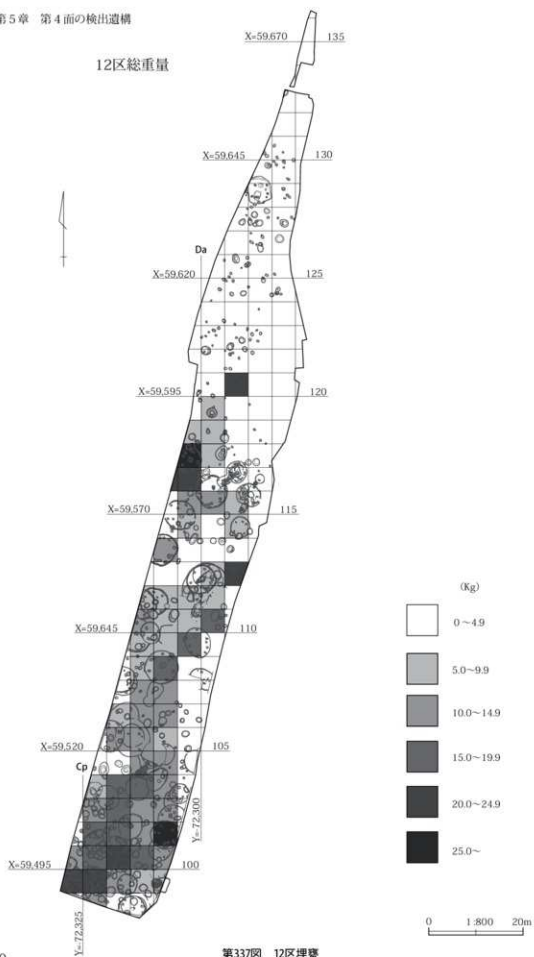 第5章 第4面の検出遺構
12区総重量
X=59.670
135
X=59,645
130
Da
X=59,620
125
X=59,595
120
X=59,570
115
X=59,645
110
X=59,520
105
Cp
X=59,495
100
Y=-72,300
Y=-72,325
(Kg)
0～4.9
5.0～9.9
10.0～14.9
15.0～19.9
20.0～24.9
25.0～
0 1:800 20m
第337図 12区埋甕